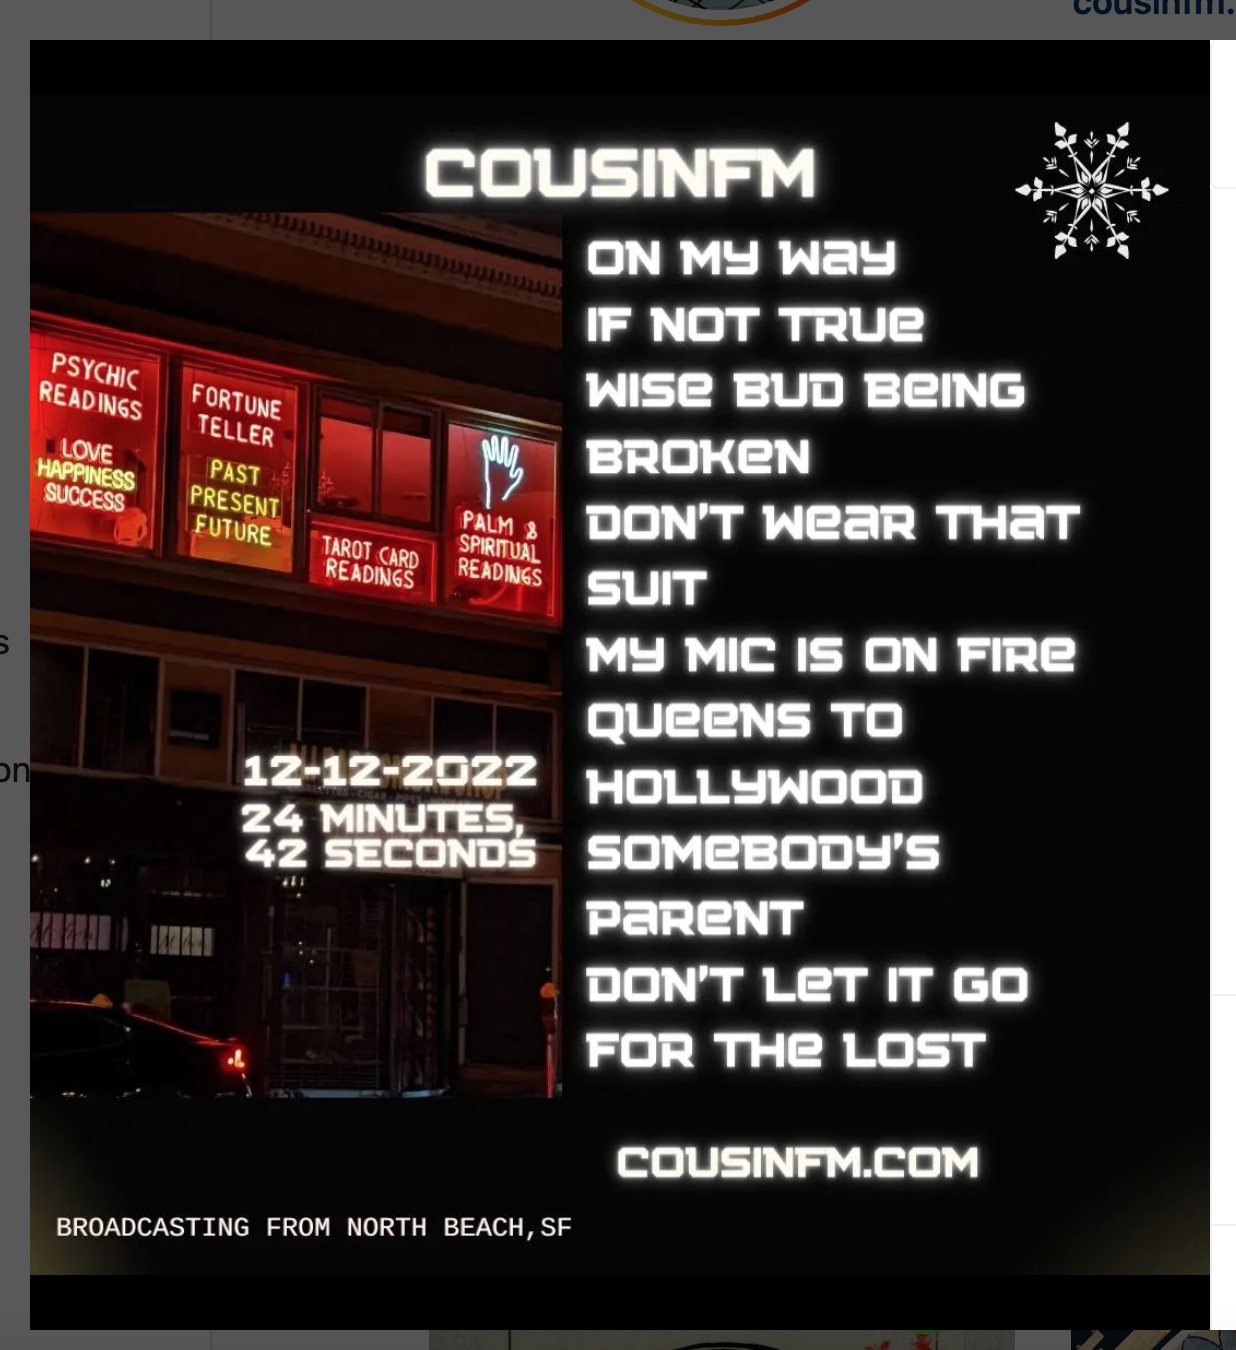 cousinfm.
COUSINFM
ON MY WAY
IF NOT TRUE
WISE BUD BEING
BROKEN
DON'T WEAR THAT
SUIT
MY MIC IS ON FIRE
QUEENS TO
HOLLYWOOD
SOMEBODY'S
PARENT
DON'T LET IT GO
FOR THE LOST
PSYCHIC
READINGS
LOVE
HAPPINESS
SUCCESS
FORTUNE
TELLER
PAST
PRESENT
FUTURE
TAROT CARD
READINGS
PALM &
SPIRITUAL
READINGS
12-12-2022
24 MINUTES,
42 SECONDS
COUSINFM.COM
BROADCASTING FROM NORTH BEACH,SF
s
on